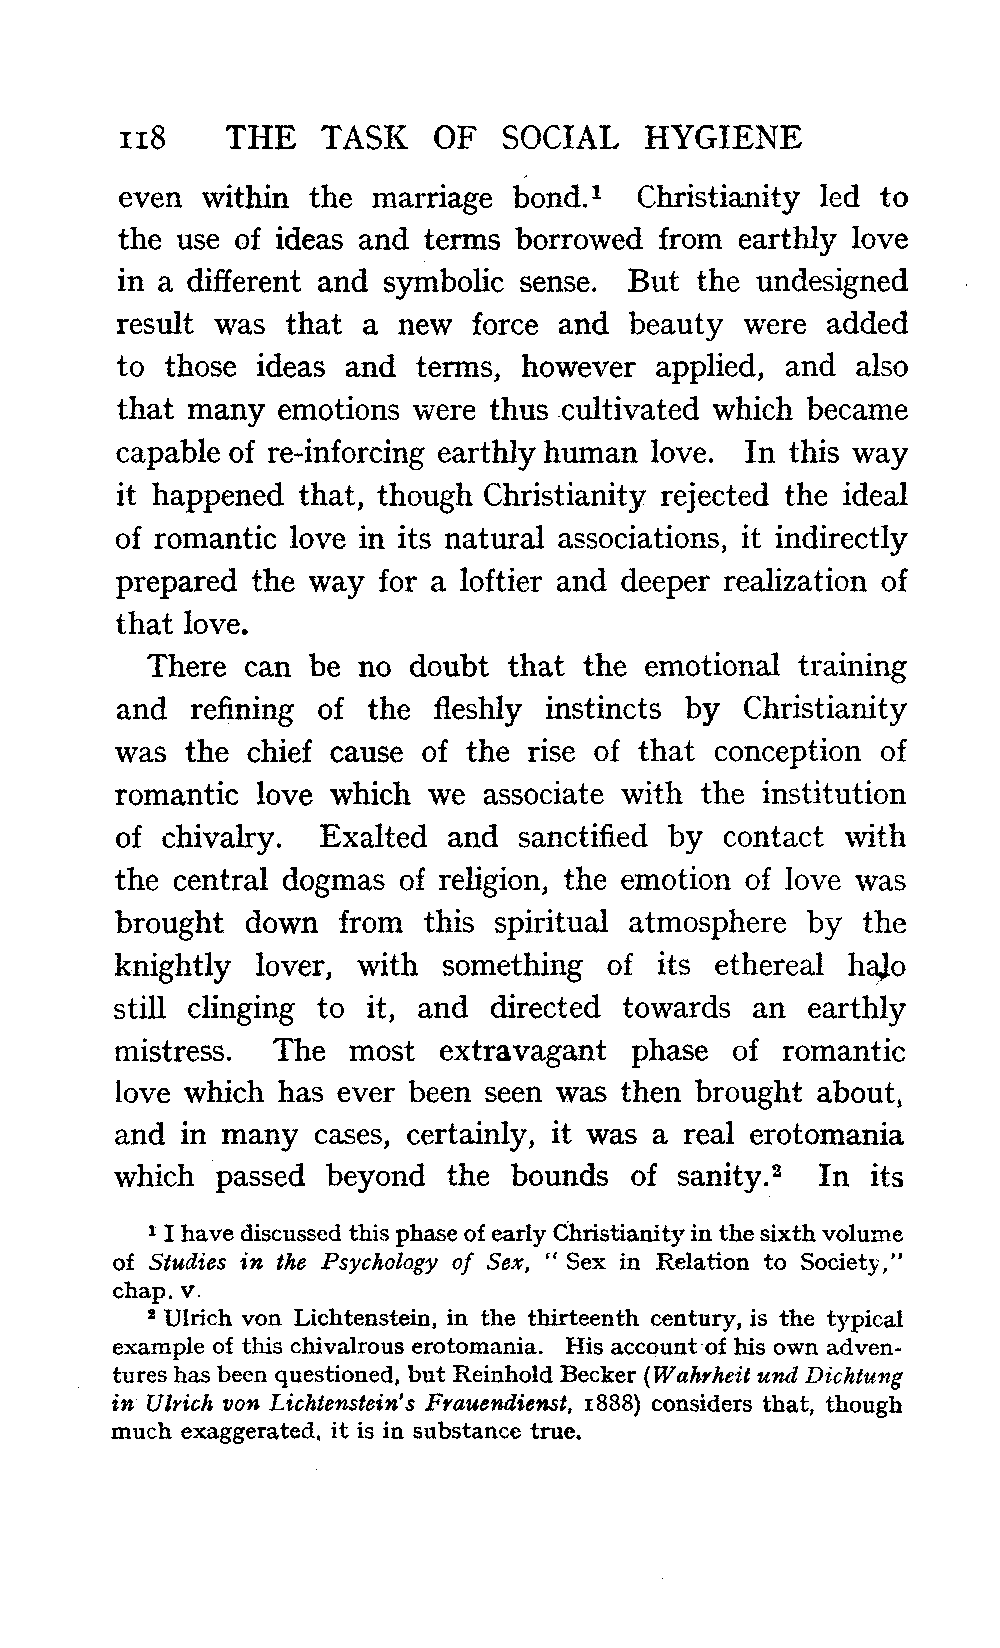 118 THE TASK OF SOCIAL HYGIENE
even within the marriage bond.¹ Christianity led to
the use of ideas and terms borrowed from earthly love
in a different and symbolic sense. But the undesigned
result was that a new force and beauty were added
to those ideas and terms, however applied, and also
that many emotions were thus cultivated which became
capable of re-inforcing earthly human love. In this way
it happened that, though Christianity rejected the ideal
of romantic love in its natural associations, it indirectly
prepared the way for a loftier and deeper realization of
that love.
There can be no doubt that the emotional training
and refining of the fleshly instincts by Christianity
was the chief cause of the rise of that conception of
romantic love which we associate with the institution
of chivalry. Exalted and sanctified by contact with
the central dogmas of religion, the emotion of love was
brought down from this spiritual atmosphere by the
knightly lover, with something of its ethereal halo
still clinging to it, and directed towards an earthly
mistress. The most extravagant phase of romantic
love which has ever been seen was then brought about,
and in many cases, certainly, it was a real erotomania
which passed beyond the bounds of sanity.² In its
¹ I have discussed this phase of early Christianity in the sixth volume
of Studies in the Psychology of Sex, " Sex in Relation to Society,"
chap. v.
² Ulrich von Lichtenstein, in the thirteenth century, is the typical
example of this chivalrous erotomania. His account of his own adven-
tures has been questioned, but Reinhold Becker (Wahrheit und Dichtung
in Ulrich von Lichtenstein's Frauendienst, 1888) considers that, though
much exaggerated, it is in substance true.